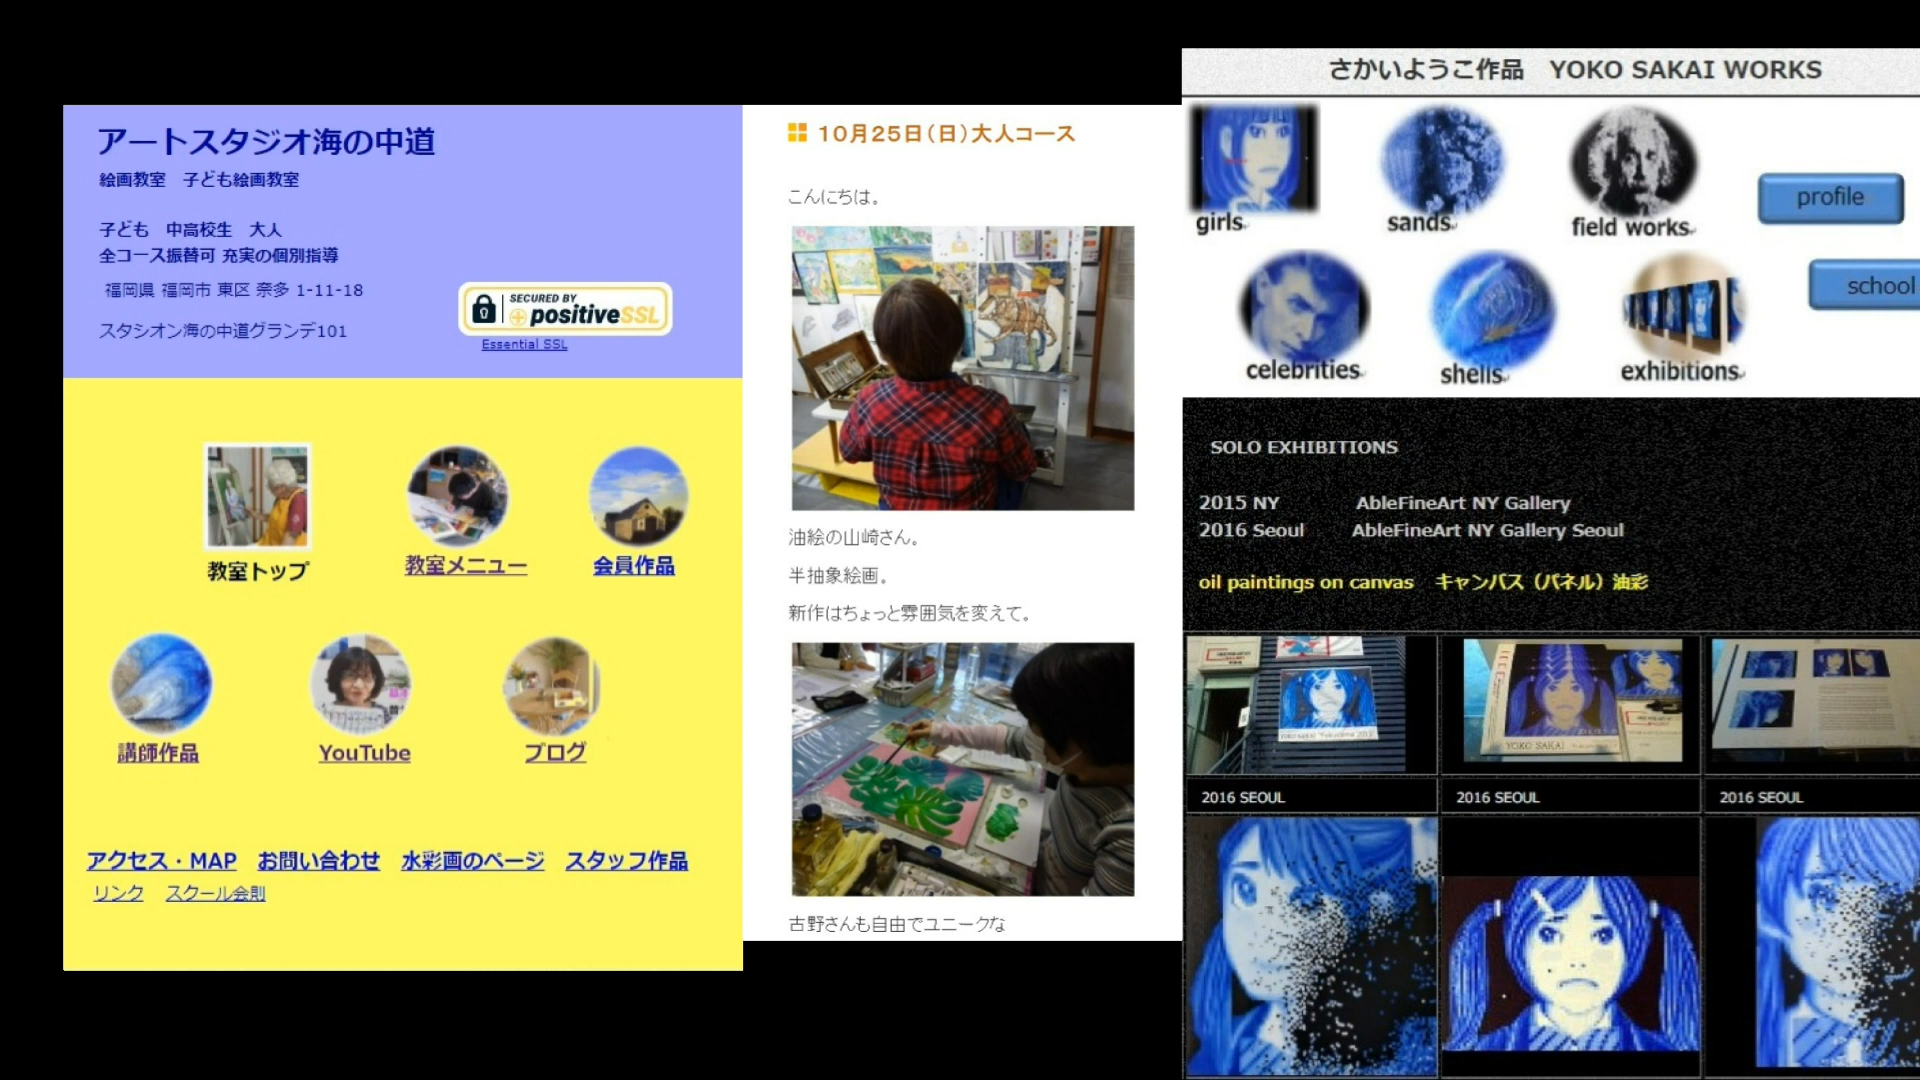 アートスタジオ海の中道
絵画教室　子ども絵画教室
子ども　中高校生　大人
全コース振替可 充実の個別指導
福岡県 福岡市 東区 奈多 1-11-18
スタシオン海の中道グランデ101
SECURED BY
positiveSSL
Essential SSL
教室トップ
教室メニュー
会員作品
講師作品
YouTube
ブログ
アクセス・MAP　お問い合わせ　水彩画のページ　スタッフ作品
リンク　スクール会則
10月25日（日）大人コース
こんにちは。
油絵の山崎さん。
半抽象絵画。
新作はちょっと雰囲気を変えて。
古野さんも自由でユニークな
さかいようこ作品　YOKO SAKAI WORKS
girls
sands
field works
profile
celebrities
shells
exhibitions
school
SOLO EXHIBITIONS
2015 NY　AbleFineArt NY Gallery
2016 Seoul　AbleFineArt NY Gallery Seoul
oil paintings on canvas　キャンバス（パネル）油彩
YOKO SAKAI
2016 SEOUL
2016 SEOUL
2016 SEOUL